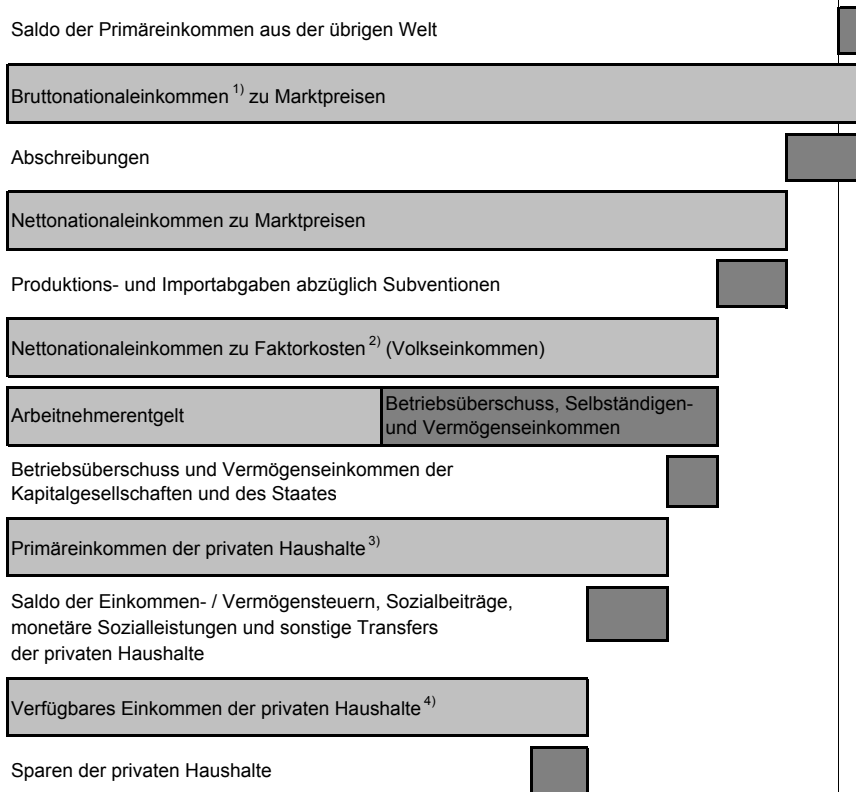 Saldo der Primäreinkommen aus der übrigen Welt
Bruttonationaleinkommen 1) zu Marktpreisen
Abschreibungen
Nettonationaleinkommen zu Marktpreisen
Produktions- und Importabgaben abzüglich Subventionen
Nettonationaleinkommen zu Faktorkosten 2) (Volkseinkommen)
Arbeitnehmerentgelt
Betriebsüberschuss, Selbständigen-
und Vermögenseinkommen
Betriebsüberschuss und Vermögenseinkommen der
Kapitalgesellschaften und des Staates
Primäreinkommen der privaten Haushalte 3)
Saldo der Einkommen- / Vermögensteuern, Sozialbeiträge,
monetäre Sozialleistungen und sonstige Transfers
der privaten Haushalte
Verfügbares Einkommen der privaten Haushalte 4)
Sparen der privaten Haushalte